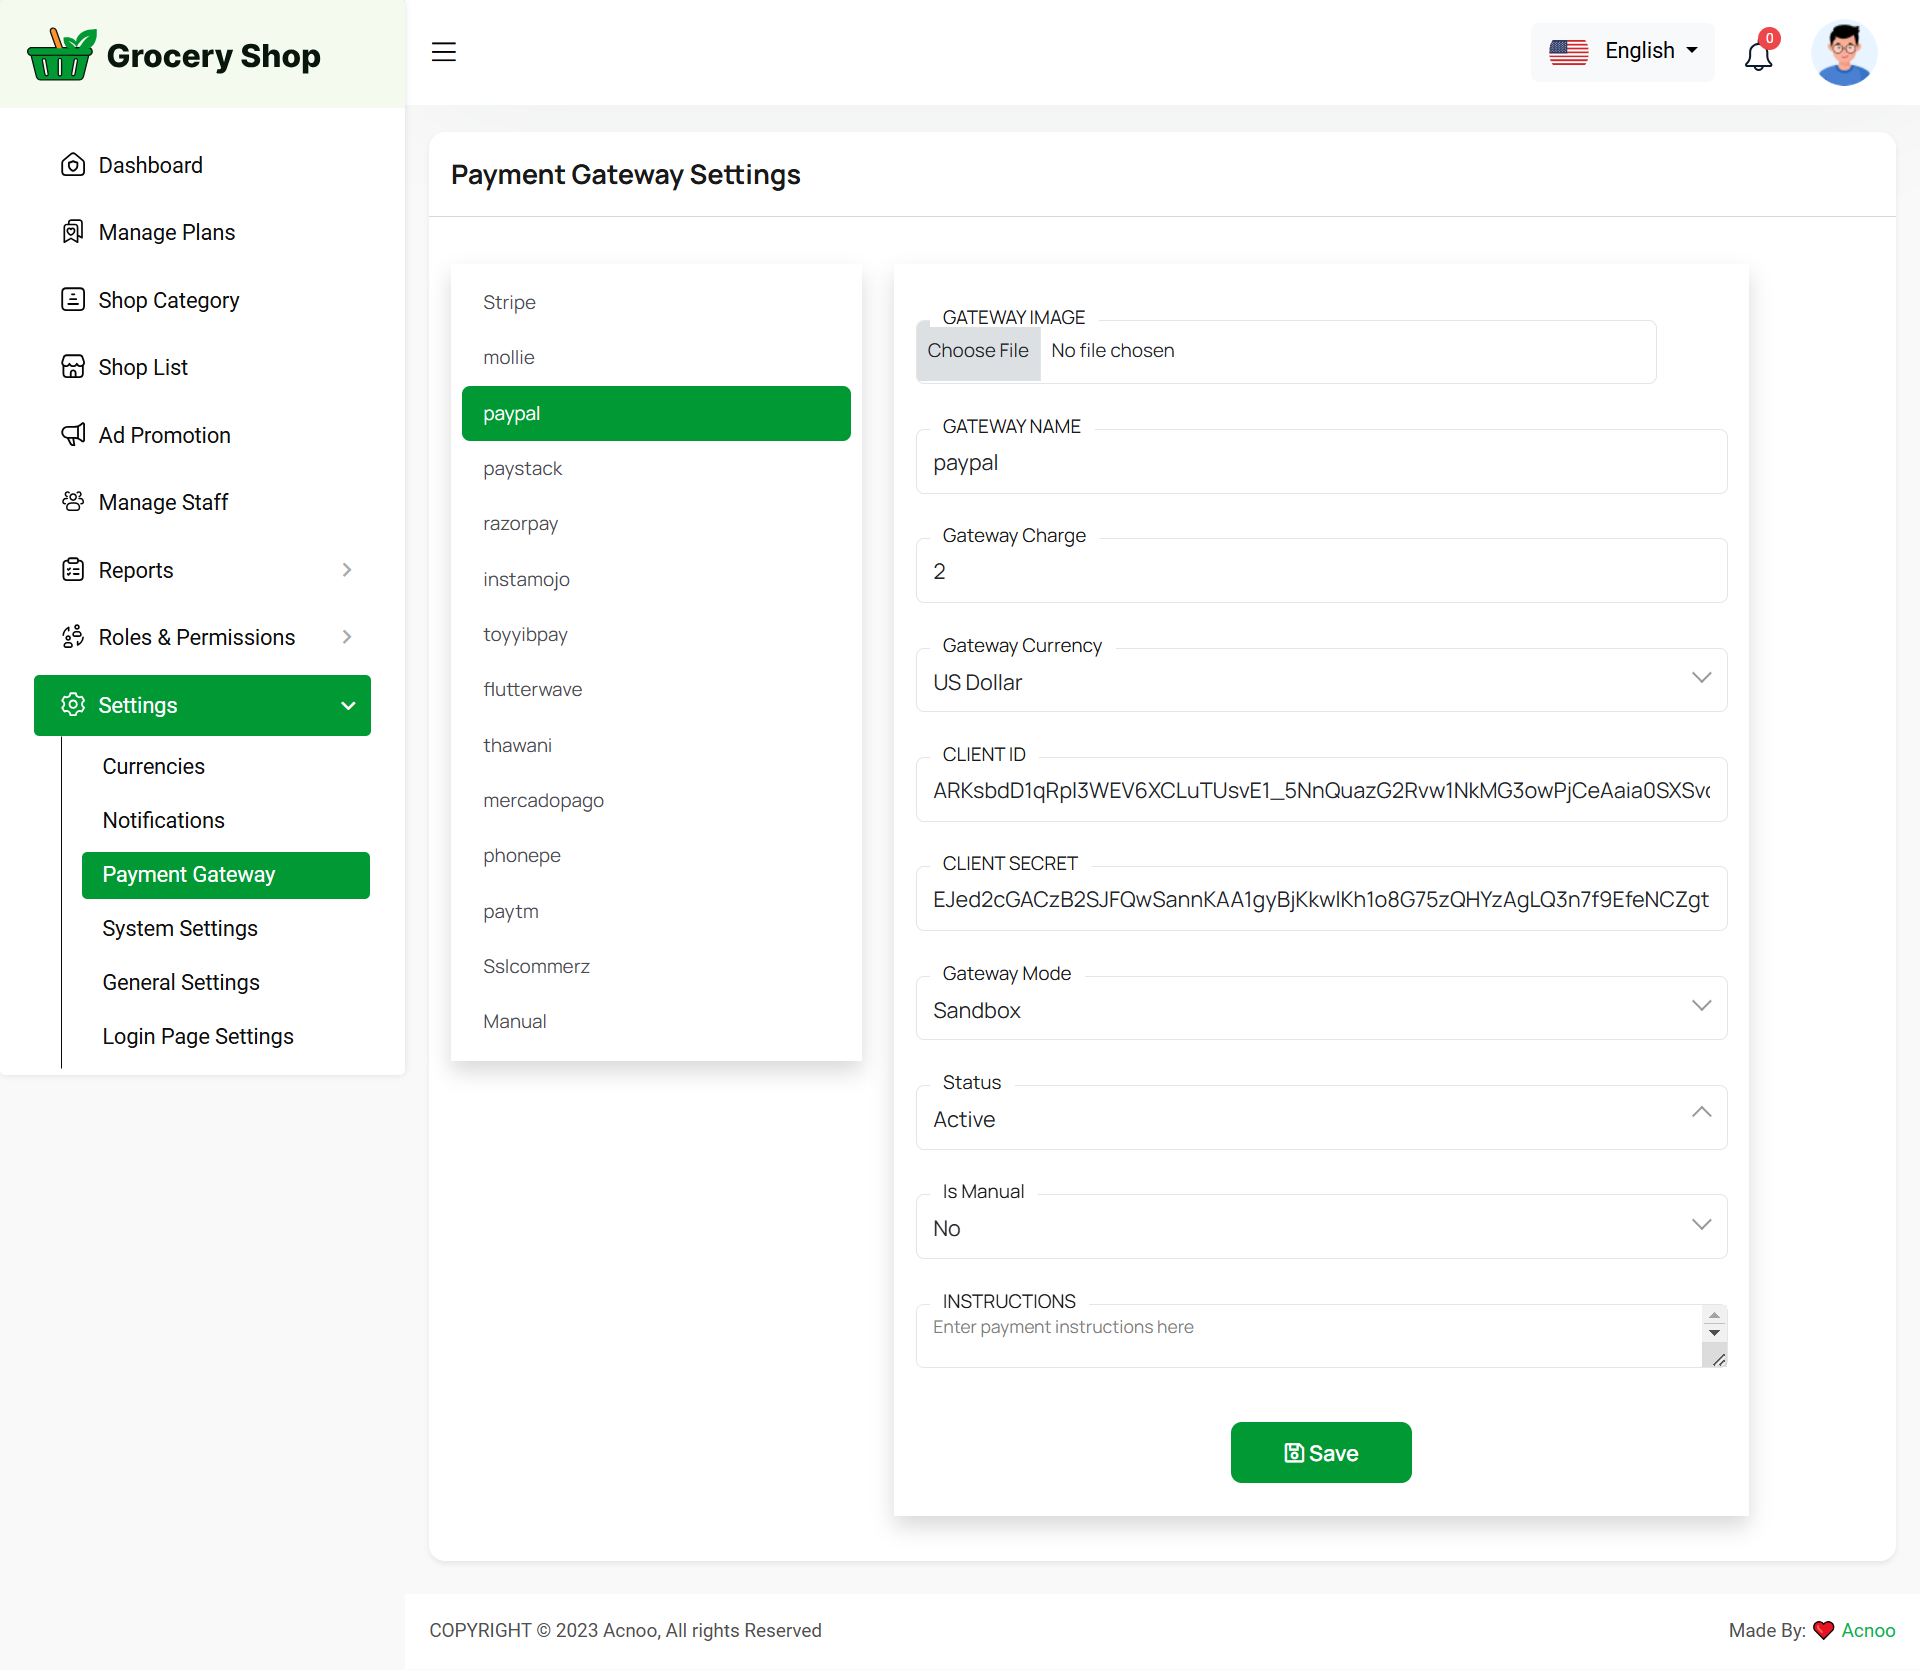 Grocery Shop
English
0
Dashboard
Manage Plans
Shop Category
Shop List
Ad Promotion
Manage Staff
Reports
Roles & Permissions
Settings
Currencies
Notifications
Payment Gateway
System Settings
General Settings
Login Page Settings
Payment Gateway Settings
Stripe
mollie
paypal
paystack
razorpay
instamojo
toyyibpay
flutterwave
thawani
mercadopago
phonepe
paytm
Sslcommerz
Manual
GATEWAY IMAGE
Choose File No file chosen
GATEWAY NAME
paypal
Gateway Charge
2
Gateway Currency
US Dollar
CLIENT ID
ARKsbdD1qRpl3WEV6XCLuTUsvE1_5NnQuazG2Rvw1NkMG3owPjCeAaia0SXSvc
CLIENT SECRET
EJed2cGACzB2SJFQwSannKAA1gyBjKkwlKh1o8G75zQHYzAgLQ3n7f9EfeNCZgt
Gateway Mode
Sandbox
Status
Active
Is Manual
No
INSTRUCTIONS
Enter payment instructions here
Save
COPYRIGHT © 2023 Acnoo, All rights Reserved
Made By: Acnoo